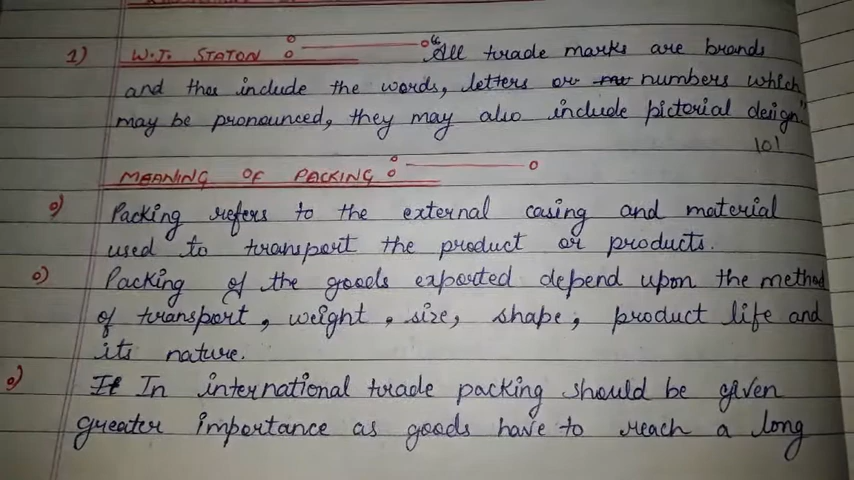 1) W.J. STATON "All trade marks are brands
and thus include the words, letters or numbers which
may be pronounced, they may also include pictorial deign."
101
MEANING OF PACKING
Packing refers to the external casing and material
used to transport the product or products.
Packing of the goods exported depend upon the method
of transport, weight, size, shape, product life and
its nature.
It In international trade packing should be given
greater importance as goods have to reach a long